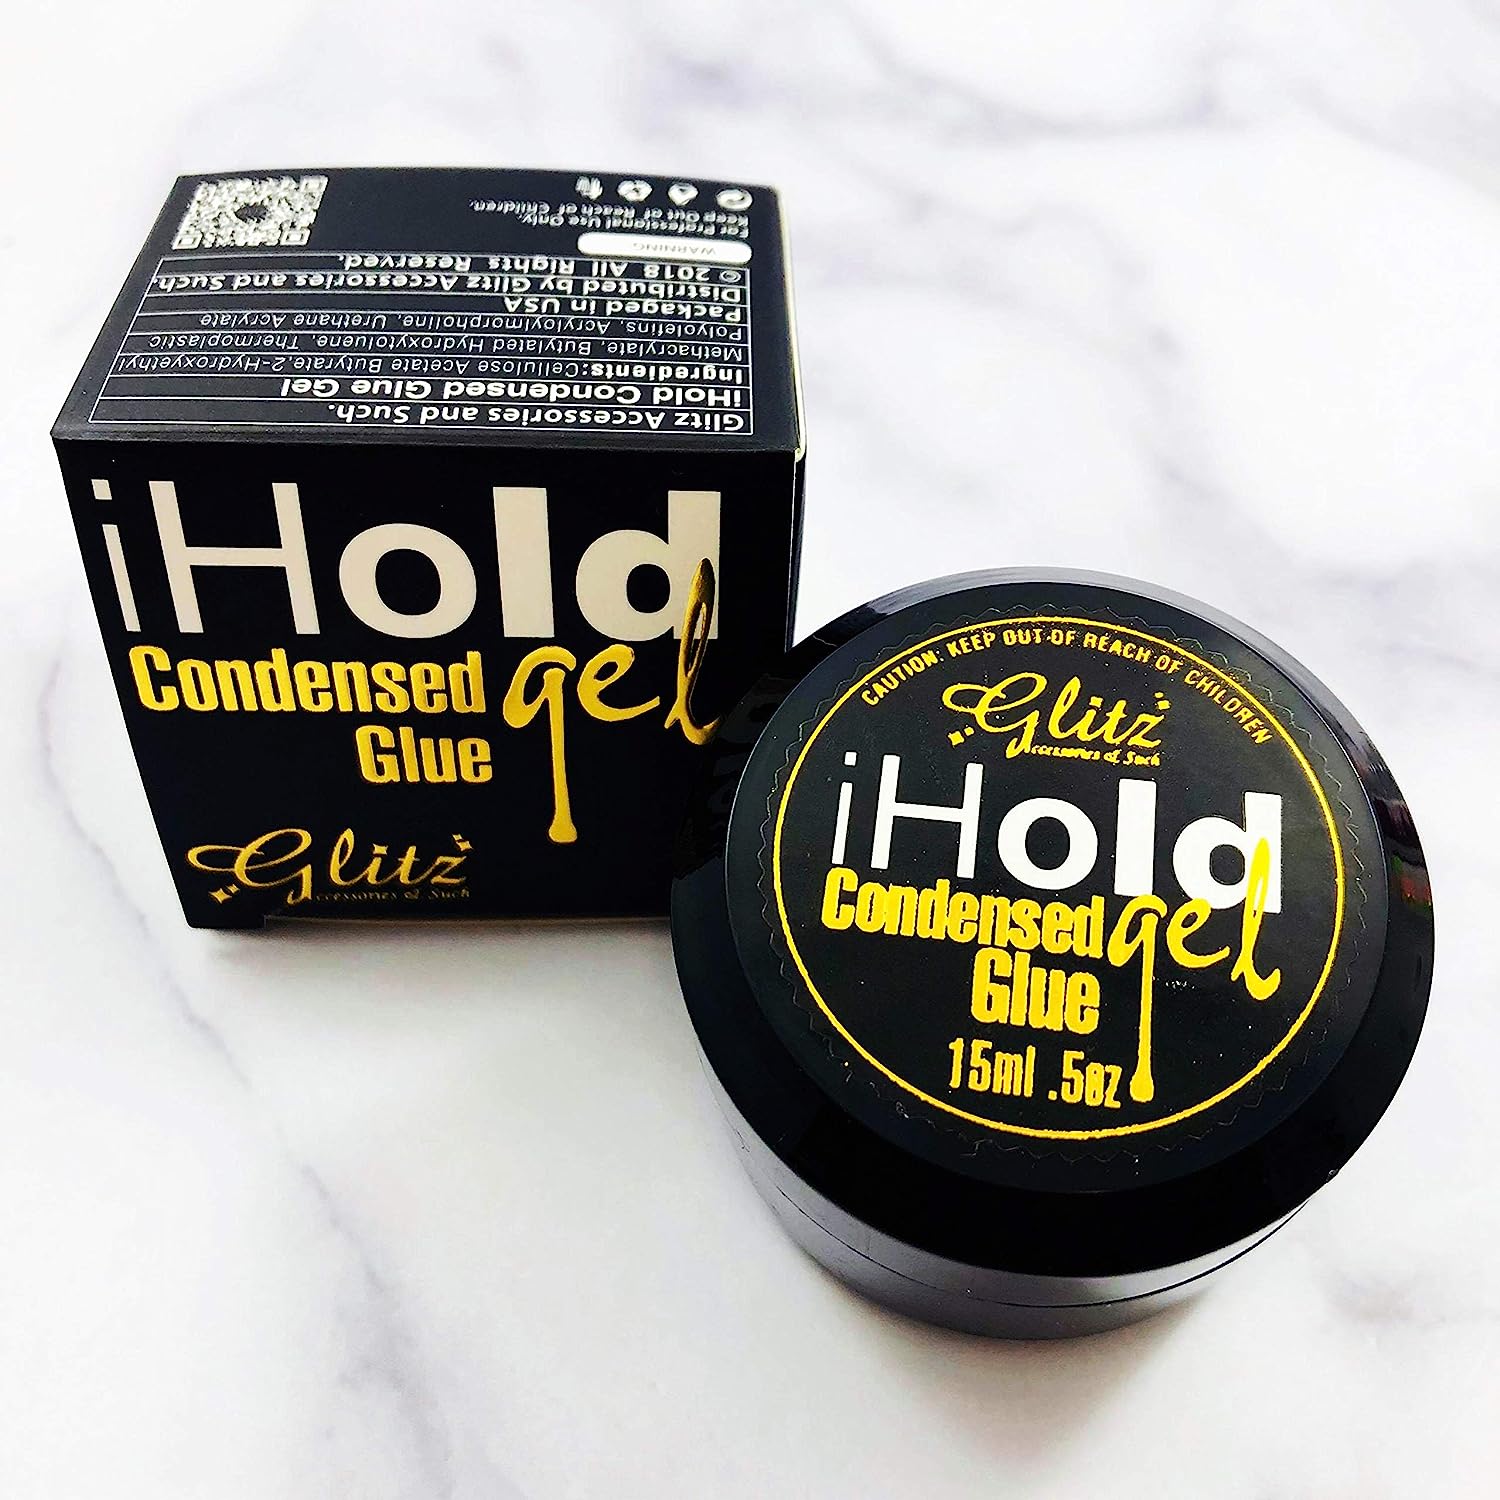 Glitz Accessories and Such.
iHold Condensed Glue Gel
Ingredients:Cellulose Acetate Butyrate,2-Hydroxyethyl
Methacrylate, Butylated Hydroxytoluene, Thermoplastic
Polyolefins, Acryloylmorpholine, Urethane Acrylate
Packaged in USA
Distributed by Glitz Accessories and Such.
© 2018 All Rights Reserved.
WARNING
For Professional Use Only.
Keep Out of Reach of Children.
iHold
Condensed gel
Glue
Glitz
Accessories & Such
CAUTION: KEEP OUT OF REACH OF CHILDREN
Glitz
Accessories & Such
iHold
Condensed gel
Glue
15ml .5oz